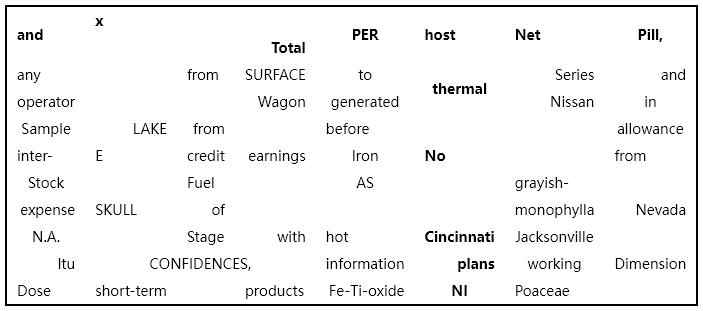 and x Total PER host Net Pill,
any from SURFACE to thermal Series and
operator Wagon generated Nissan in
Sample LAKE from before allowance
inter- E credit earnings Iron No from
Stock Fuel AS grayish-
expense SKULL of monophylla Nevada
N.A. Stage with hot Cincinnati Jacksonville
Itu CONFIDENCES, information plans working Dimension
Dose short-term products Fe-Ti-oxide NI Poaceae